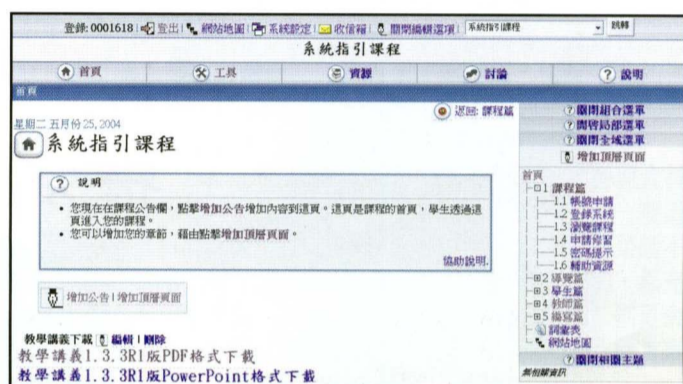 登錄: 0001618 | 登出 | 網站地圖 | 系統設定 | 收信箱 | 關閉編輯選項 | 系統指引課程 跳轉
系統指引課程
首頁 工具 資源 討論 ? 說明
首頁
返回: 課程篇
星期二 五月份 25, 2004
系統指引課程
? 說明
• 您現在在課程公告欄，點擊增加公告增加內容到這頁。這頁是課程的首頁，學生透過這
頁進入您的課程。
• 您可以增加您的章節，藉由點擊增加頂層頁面。
協助說明.
增加公告 | 增加頂層頁面
教學講義下載 編輯 | 刪除
教學講義1.3.3R1版PDF格式下載
教學講義1.3.3R1版PowerPoint格式下載
? 關閉組合選單
? 開啓局部選單
? 關閉全域選單
增加頂層頁面
首頁
1 課程篇
1.1 帳號申請
1.2 登錄系統
1.3 瀏覽課程
1.4 申請修習
1.5 密碼提示
1.6 輔助資源
2 導覽篇
3 學生篇
4 教師篇
5 編寫篇
詞彙表
網站地圖
? 關閉相關主題
無相關資訊